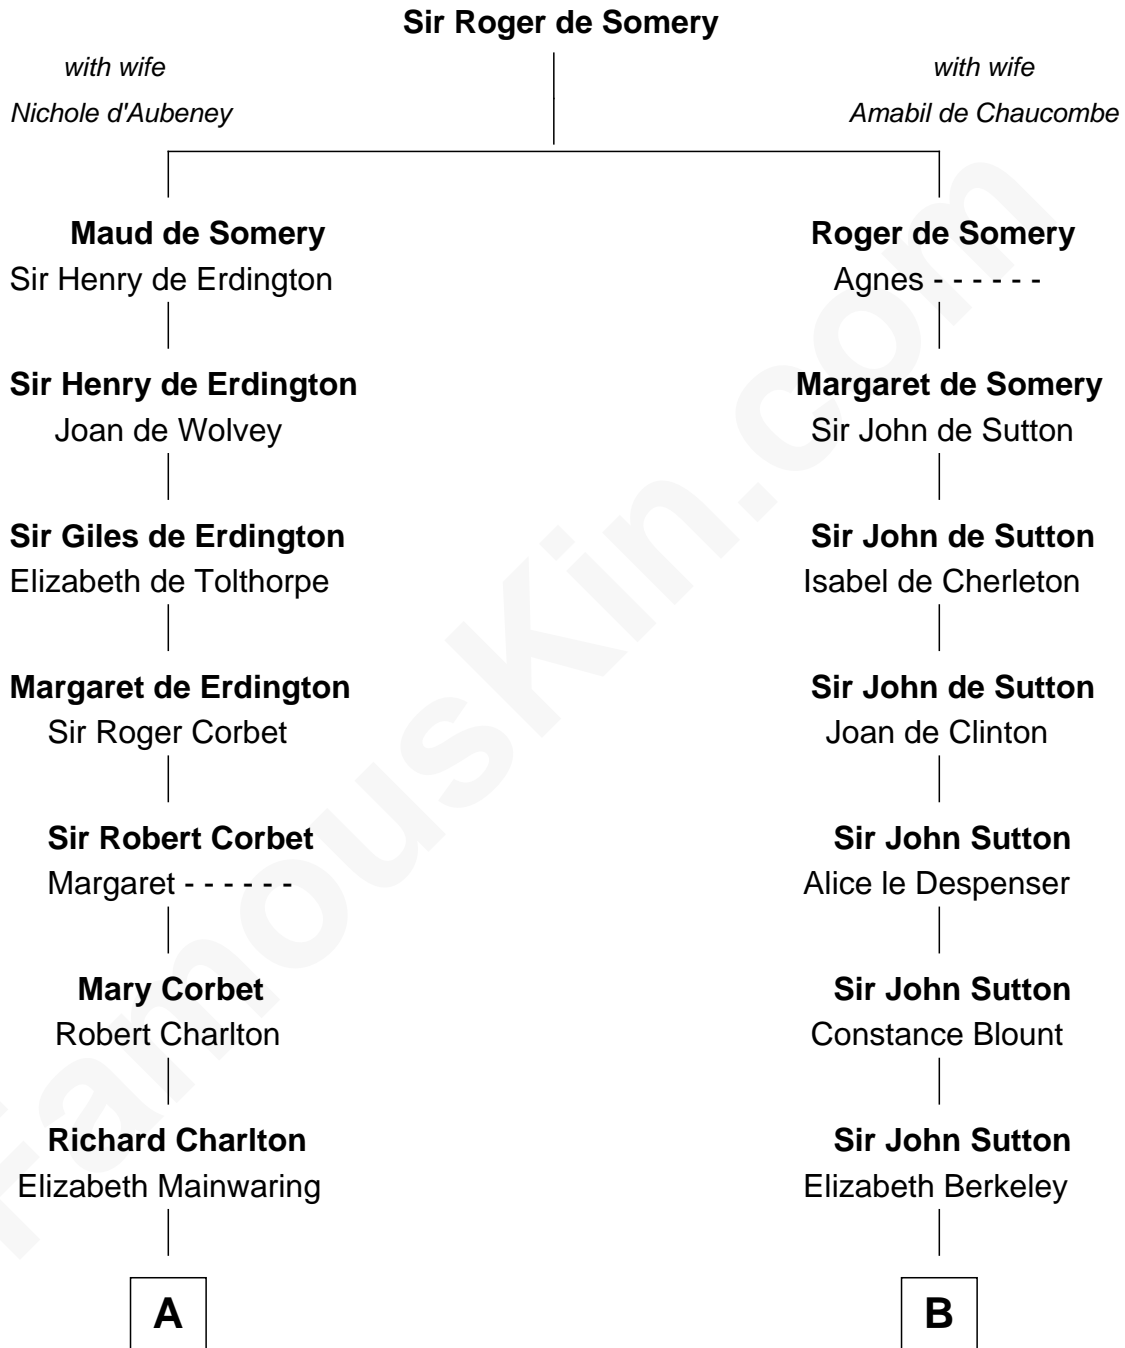 Sir Roger de Somery
with wife
Nichole d'Aubeney
with wife
Amabil de Chaucombe
Maud de Somery
Sir Henry de Erdington
Roger de Somery
Agnes - - - - - -
Sir Henry de Erdington
Joan de Wolvey
Margaret de Somery
Sir John de Sutton
Sir Giles de Erdington
Elizabeth de Tolthorpe
Sir John de Sutton
Isabel de Cherleton
Margaret de Erdington
Sir Roger Corbet
Sir John de Sutton
Joan de Clinton
Sir Robert Corbet
Margaret - - - - - -
Sir John Sutton
Alice le Despenser
Mary Corbet
Robert Charlton
Sir John Sutton
Constance Blount
Richard Charlton
Elizabeth Mainwaring
Sir John Sutton
Elizabeth Berkeley
A
B
FamousKin.com